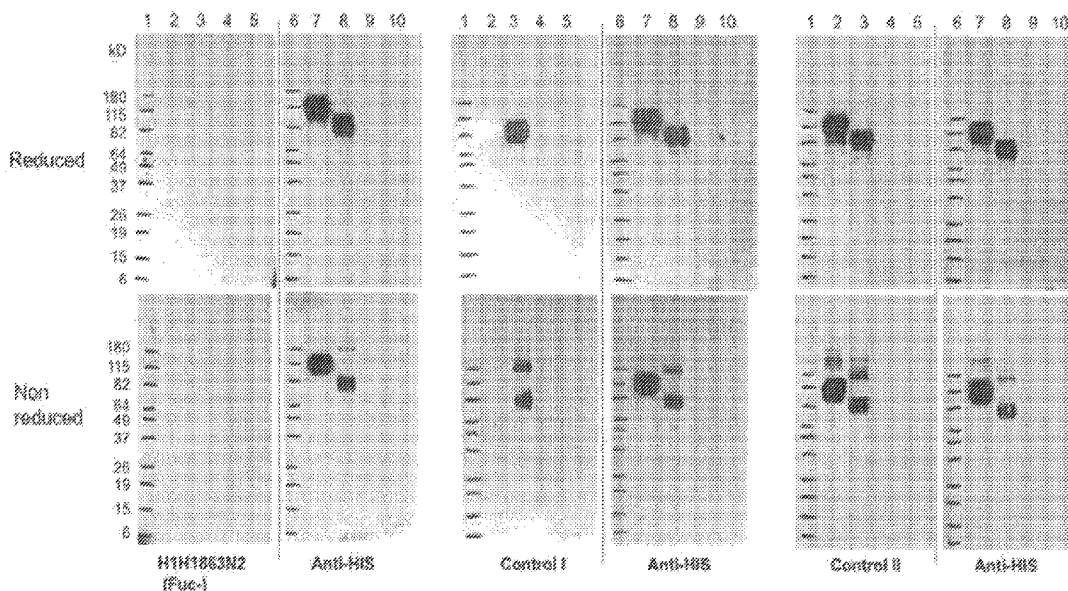 1 2 3 4 5 6 7 8 9 10 1 2 3 4 5 6 7 8 9 10 1 2 3 4 5 6 7 8 9 10
kD
180
115
82
64
49
37
26
19
15
6
Reduced
180
115
82
64
49
37
26
19
15
6
Non
reduced
H1H1863N2
(Fuc-)
Anti-HIS
Control I
Anti-HIS
Control II
Anti-HIS